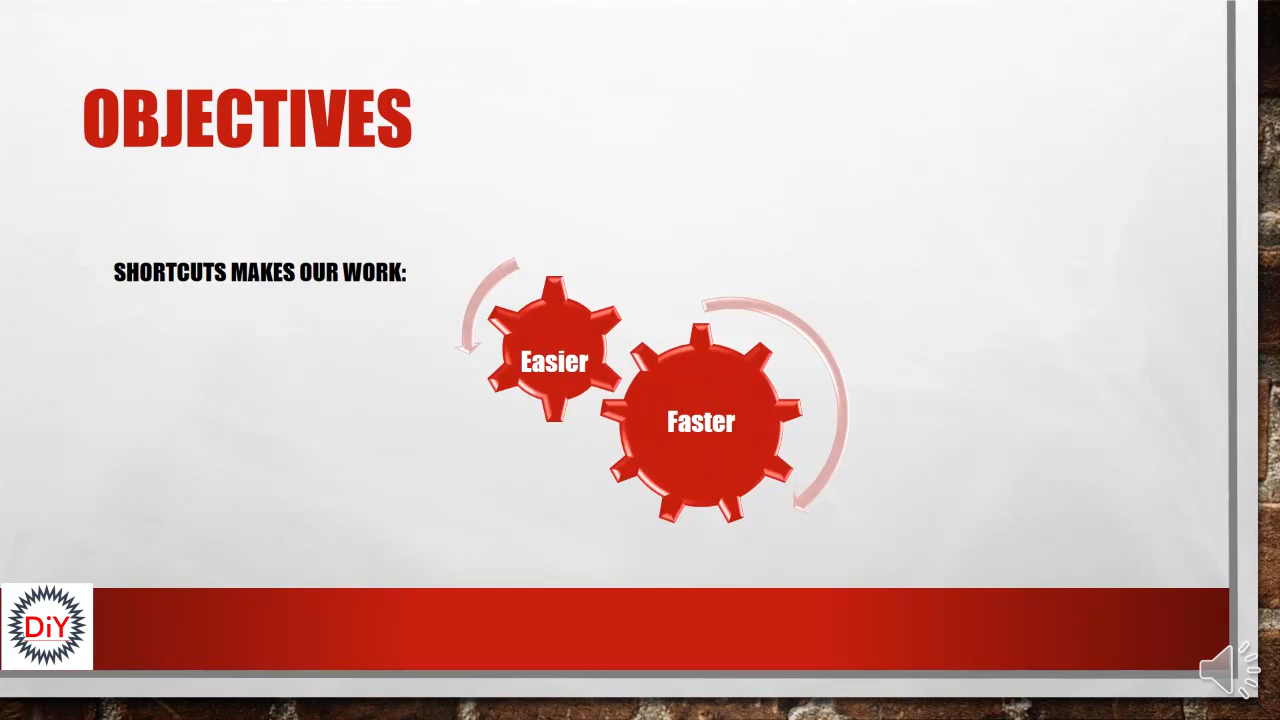 OBJECTIVES
SHORTCUTS MAKES OUR WORK:
Easier
Faster
DiY